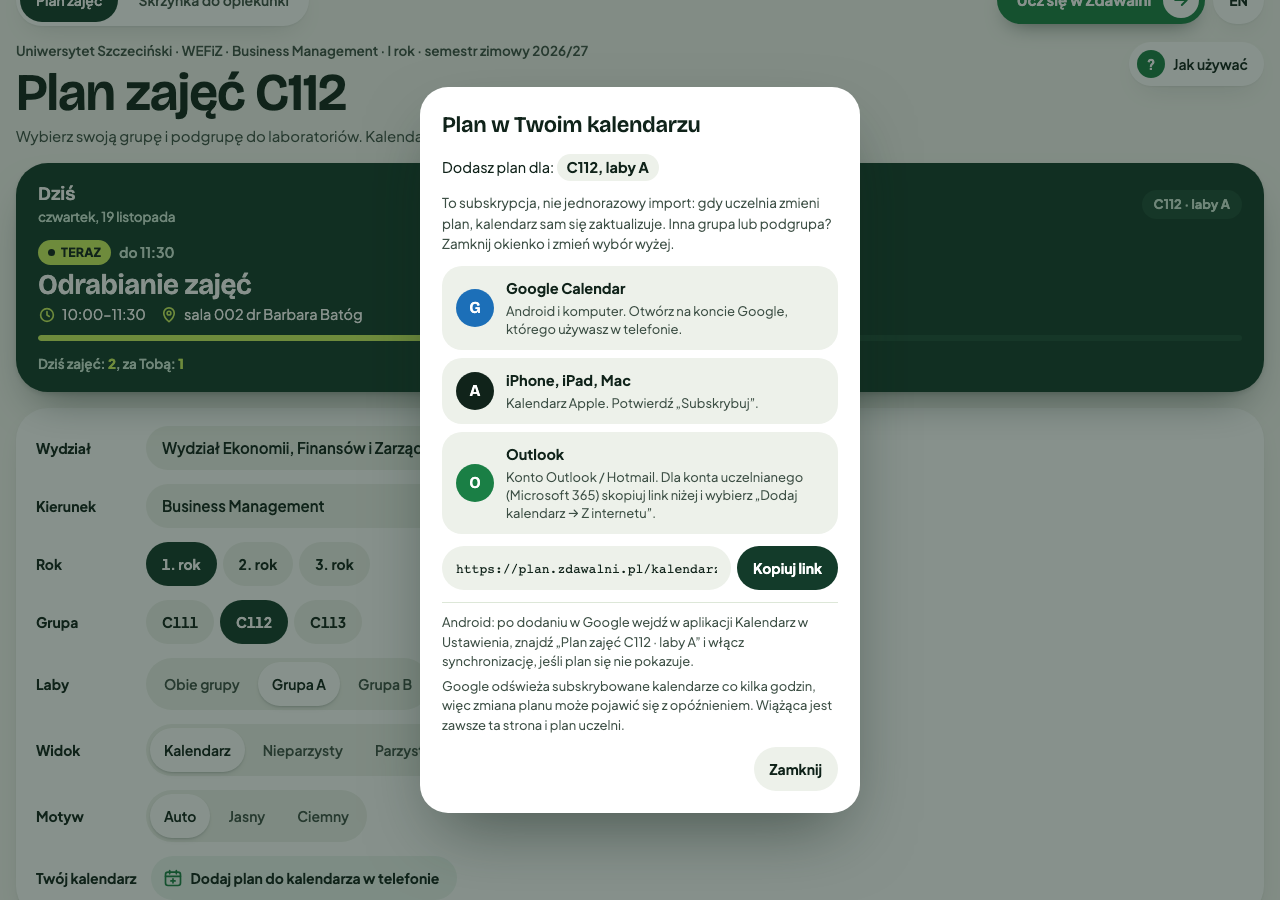 Plan zajęć
Skrzynka do opiekunki
Ucz się w Zdawalni
EN
Uniwersytet Szczeciński · WEFiZ · Business Management · I rok · semestr zimowy 2026/27
? Jak używać
Plan zajęć C112
Wybierz swoją grupę i podgrupę do laboratoriów.
Dziś
czwartek, 19 listopada
C112 · laby A
TERAZ do 11:30
Odrabianie zajęć
10:00–11:30 sala 002 dr Barbara Batóg
Dziś zajęć: 2, za Tobą: 1
Wydział
Wydział Ekonomii, Finansów i
Kierunek
Business Management
Rok
1. rok
2. rok
3. rok
Grupa
C111
C112
C113
Laby
Obie grupy
Grupa A
Grupa B
Widok
Kalendarz
Nieparzysty
Motyw
Auto
Jasny
Ciemny
Twój kalendarz
Dodaj plan do kalendarza w telefonie
Plan w Twoim kalendarzu
Dodasz plan dla: C112, laby A
To subskrypcja, nie jednorazowy import: gdy uczelnia zmieni
plan, kalendarz sam się zaktualizuje. Inna grupa lub podgrupa?
Zamknij okienko i zmień wybór wyżej.
G
Google Calendar
Android i komputer. Otwórz na koncie Google,
którego używasz w telefonie.
A
iPhone, iPad, Mac
Kalendarz Apple. Potwierdź „Subskrybuj”.
O
Outlook
Konto Outlook / Hotmail. Dla konta uczelnianego
(Microsoft 365) skopiuj link niżej i wybierz „Dodaj
kalendarz → Z internetu”.
https://plan.zdawalni.pl/kalendar
Kopiuj link
Android: po dodaniu w Google wejdź w aplikacji Kalendarz w
Ustawienia, znajdź „Plan zajęć C112 · laby A” i włącz
synchronizację, jeśli plan się nie pokazuje.
Google odświeża subskrybowane kalendarze co kilka godzin,
więc zmiana planu może pojawić się z opóźnieniem. Wiążąca jest
zawsze ta strona i plan uczelni.
Zamknij